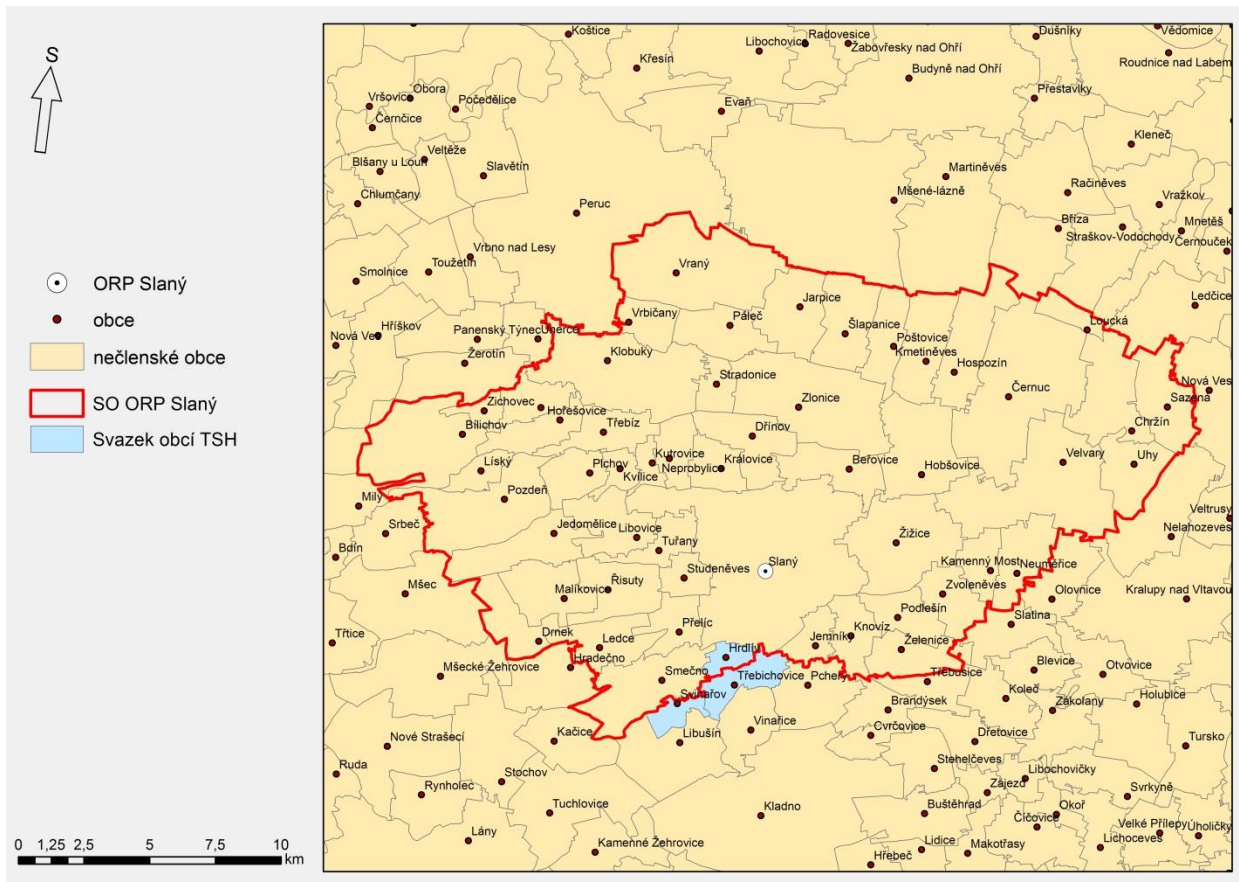 S
ORP Slaný
obce
nečlenské obce
SO ORP Slaný
Svazek obcí TSH
0 1,25 2,5 5 7,5 10
km
Koštice
Libochovice
Radovesice
Žabovřesky nad Ohří
Dušníky
Vědomice
Roudnice nad Labem
Křesín
Budyně nad Ohří
Evaň
Přestavlky
Vršovice
Obora
Počedělice
Černčice
Kleneč
Veltěže
Blšany u Loun
Slavětín
Martiněves
Chlumčany
Mšené-lázně
Račiněves
Vražkov
Peruc
Bříza
Straškov-Vodochody
Mnetěš
Černouček
Vrbno nad Lesy
Smolnice
Toužetín
Vraný
Ledčice
Jarpice
Loucká
Nová Ves
Hříškov
Panenský Týnec
Úherce
Vrbičany
Páleč
Šlapanice
Poštovice
Kmetiněves
Žerotín
Klobuky
Hospozín
Stradonice
Černuc
Nová Ves
Sazená
Zichovec
Hořešovice
Zlonice
Bílichov
Třebíz
Dřínov
Chržín
Líský
Plchov
Kutrovice
Kvílice
Neprobylice
Královice
Beřovice
Hobšovice
Velvary
Uhy
Milý
Pozdeň
Srbeč
Jedomělice
Libovice
Veltrusy
Nelahozeves
Bdín
Tuřany
Žižice
Studeněves
Slaný
Kamenný Most
Neuměřice
Mšec
Malíkovice
Řisuty
Zvoleněves
Olovnice
Kralupy nad Vltavou
Podlešín
Slatina
Třtice
Drnek
Ledce
Přelíc
Jemníky
Knovíz
Želenice
Mšecké Žehrovice
Hradečno
Hrdlív
Smečno
Třebichovice
Pchery
Třebusice
Blevice
Otvovice
Svinařov
Koleč
Zákolany
Holubice
Brandýsek
Nové Strašecí
Kačice
Libušín
Vinařice
Cvrčovice
Dřetovice
Tursko
Ruda
Rynholec
Stochov
Stehelčeves
Libochovičky
Zájezd
Svrkyně
Tuchlovice
Kladno
Buštěhrad
Okoř
Číčovice
Velké Přílepy
Úholičky
Lány
Kamenné Žehrovice
Hřebeč
Lidice
Makotřasy
Lichoceves